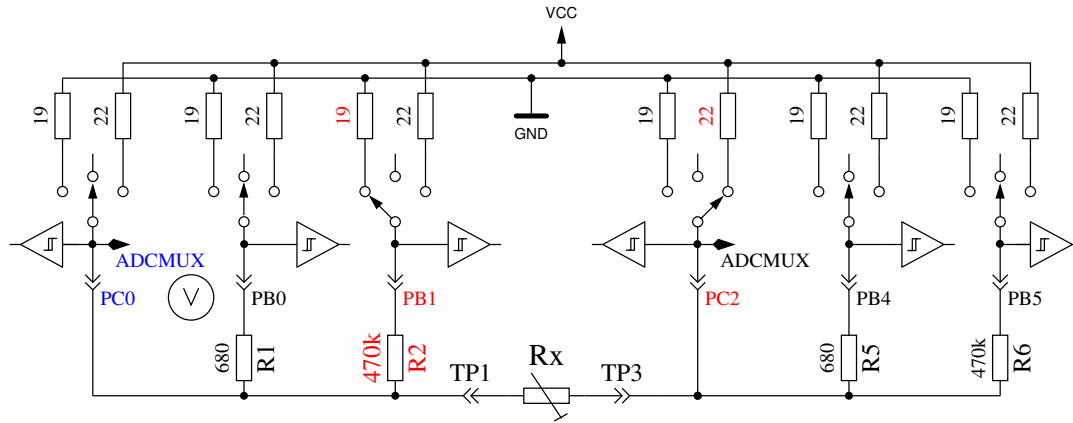 VCC
19
22
19
22
19
22
GND
19
22
19
22
19
22
ADCMUX
ADCMUX
PC0
V
PB0
PB1
PC2
PB4
PB5
680
R1
470k
R2
TP1
Rx
TP3
680
R5
470k
R6